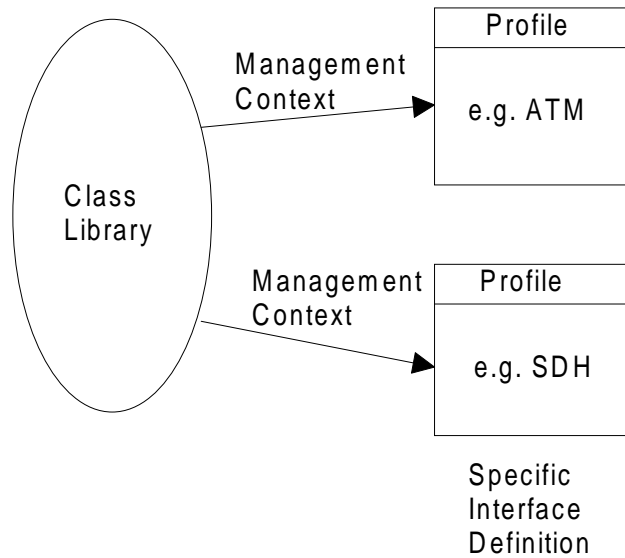 Profile
Management
Context
e.g. ATM
Class
Library
Management
Context
Profile
e.g. SDH
Specific
Interface
Definition